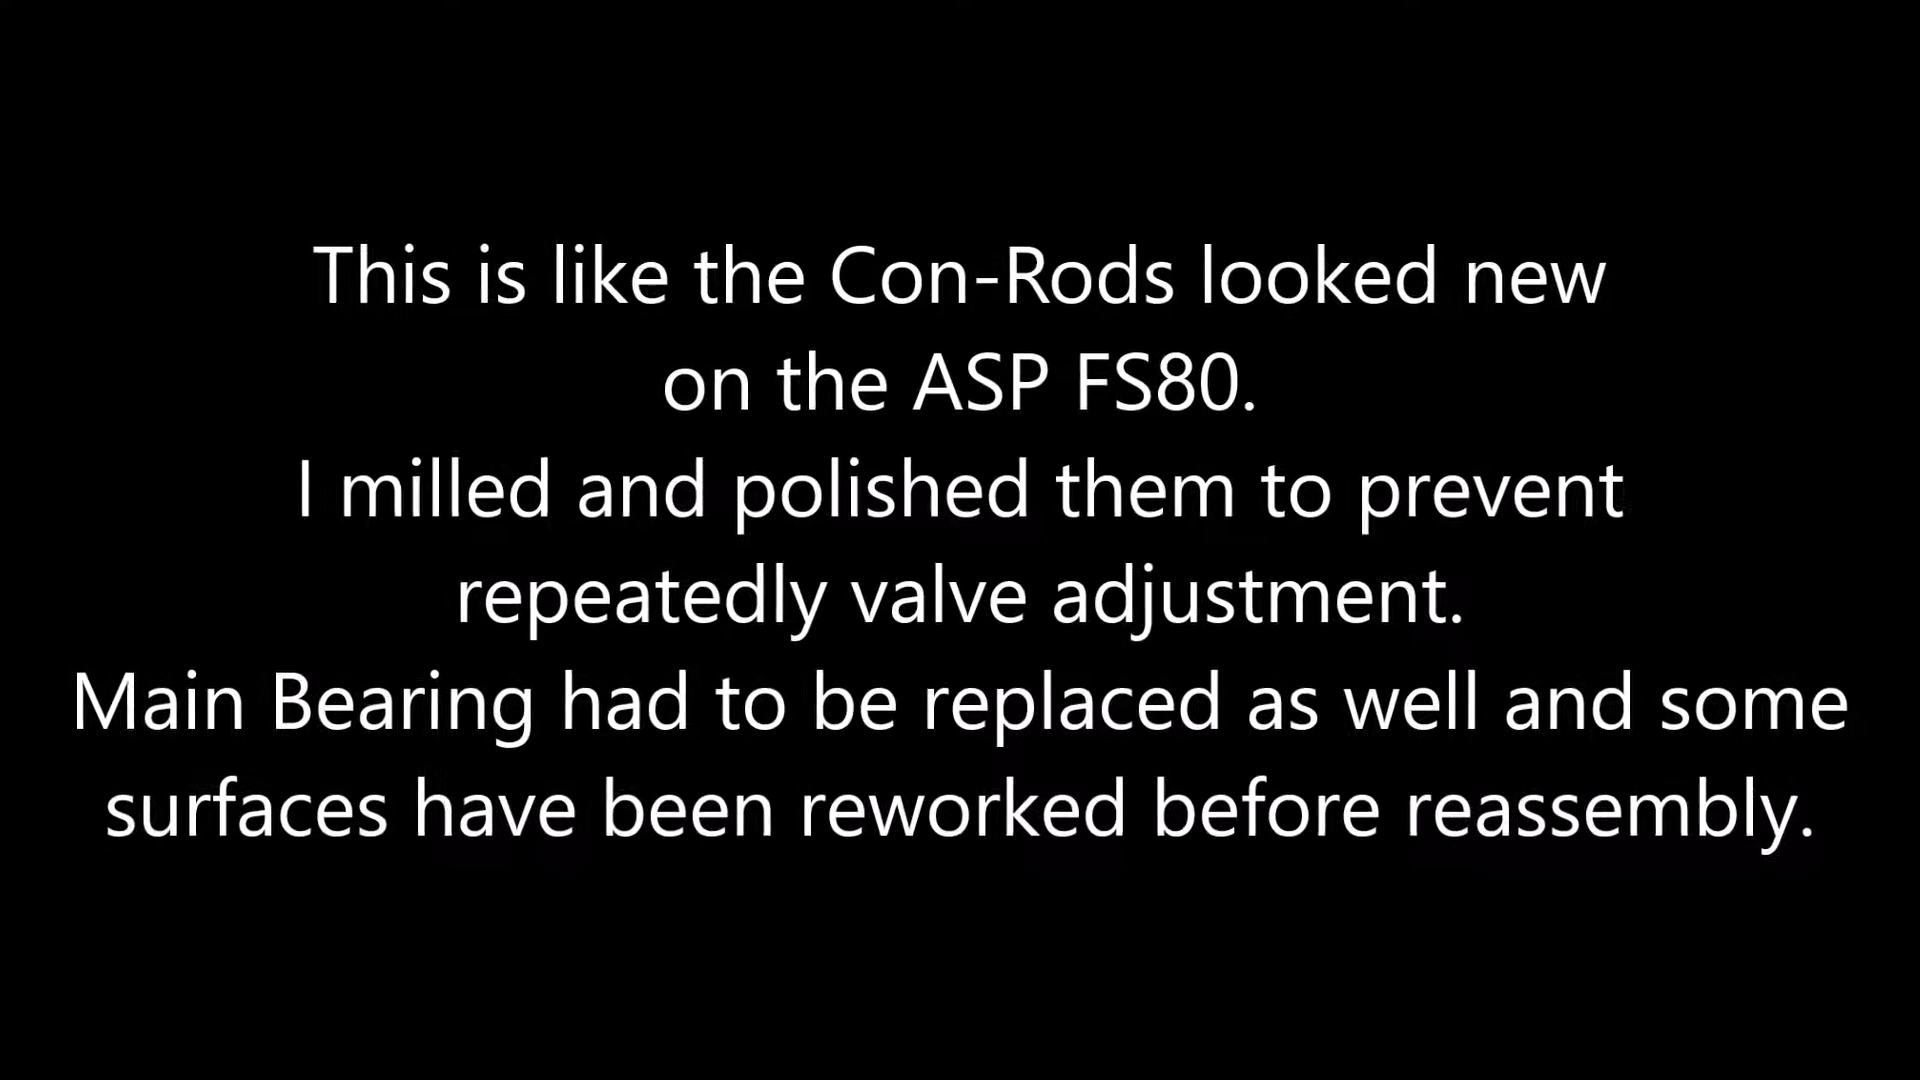 This is like the Con-Rods looked new
on the ASP FS80.
I milled and polished them to prevent
repeatedly valve adjustment.
Main Bearing had to be replaced as well and some
surfaces have been reworked before reassembly.